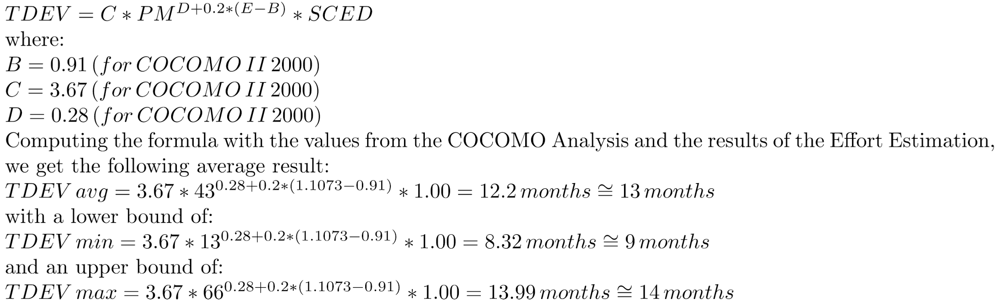 TDEV = C * PM^{D+0.2*(E−B)} * SCED
where:
B = 0.91 (for COCOMO II 2000)
C = 3.67 (for COCOMO II 2000)
D = 0.28 (for COCOMO II 2000)
Computing the formula with the values from the COCOMO Analysis and the results of the Effort Estimation,
we get the following average result:
TDEV avg = 3.67 * 43^{0.28+0.2*(1.1073−0.91)} * 1.00 = 12.2 months ≅ 13 months
with a lower bound of:
TDEV min = 3.67 * 13^{0.28+0.2*(1.1073−0.91)} * 1.00 = 8.32 months ≅ 9 months
and an upper bound of:
TDEV max = 3.67 * 66^{0.28+0.2*(1.1073−0.91)} * 1.00 = 13.99 months ≅ 14 months